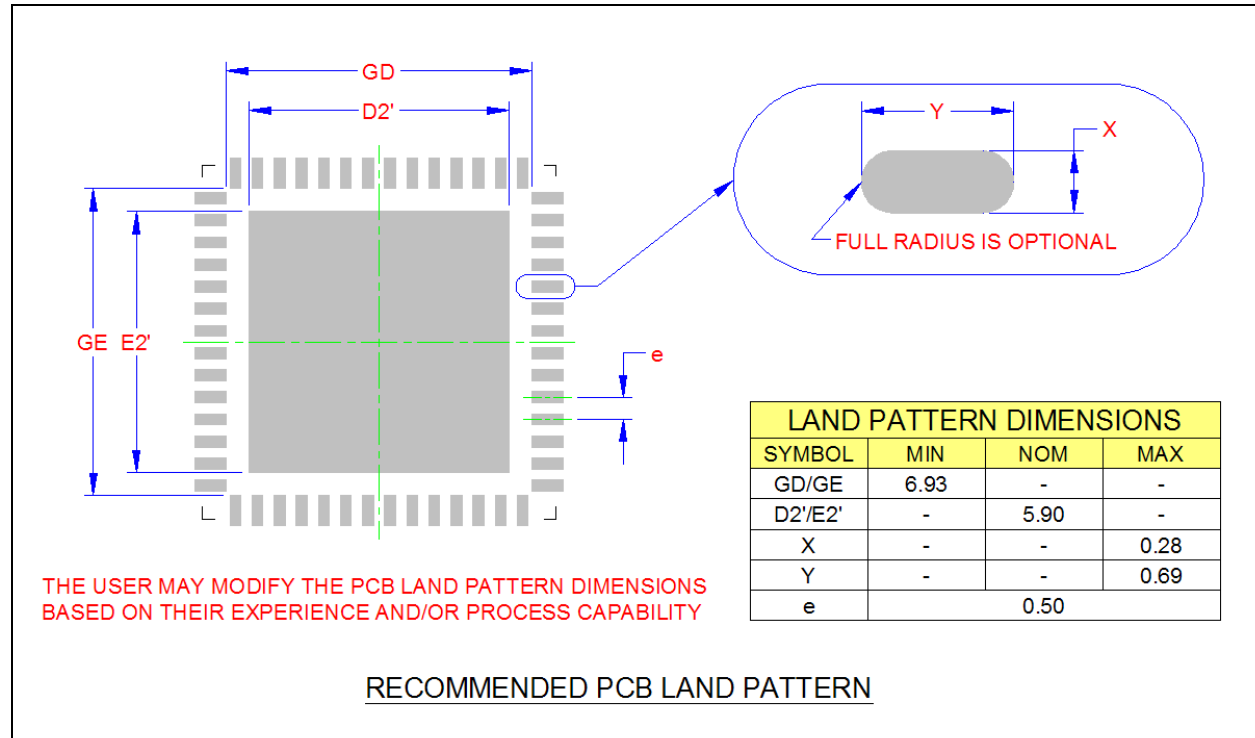 GD
D2'
Y
X
FULL RADIUS IS OPTIONAL
GE E2'
e
LAND PATTERN DIMENSIONS
SYMBOL MIN NOM MAX
GD/GE 6.93 - -
D2'/E2' - 5.90 -
X - - 0.28
Y - - 0.69
e 0.50
THE USER MAY MODIFY THE PCB LAND PATTERN DIMENSIONS
BASED ON THEIR EXPERIENCE AND/OR PROCESS CAPABILITY
RECOMMENDED PCB LAND PATTERN